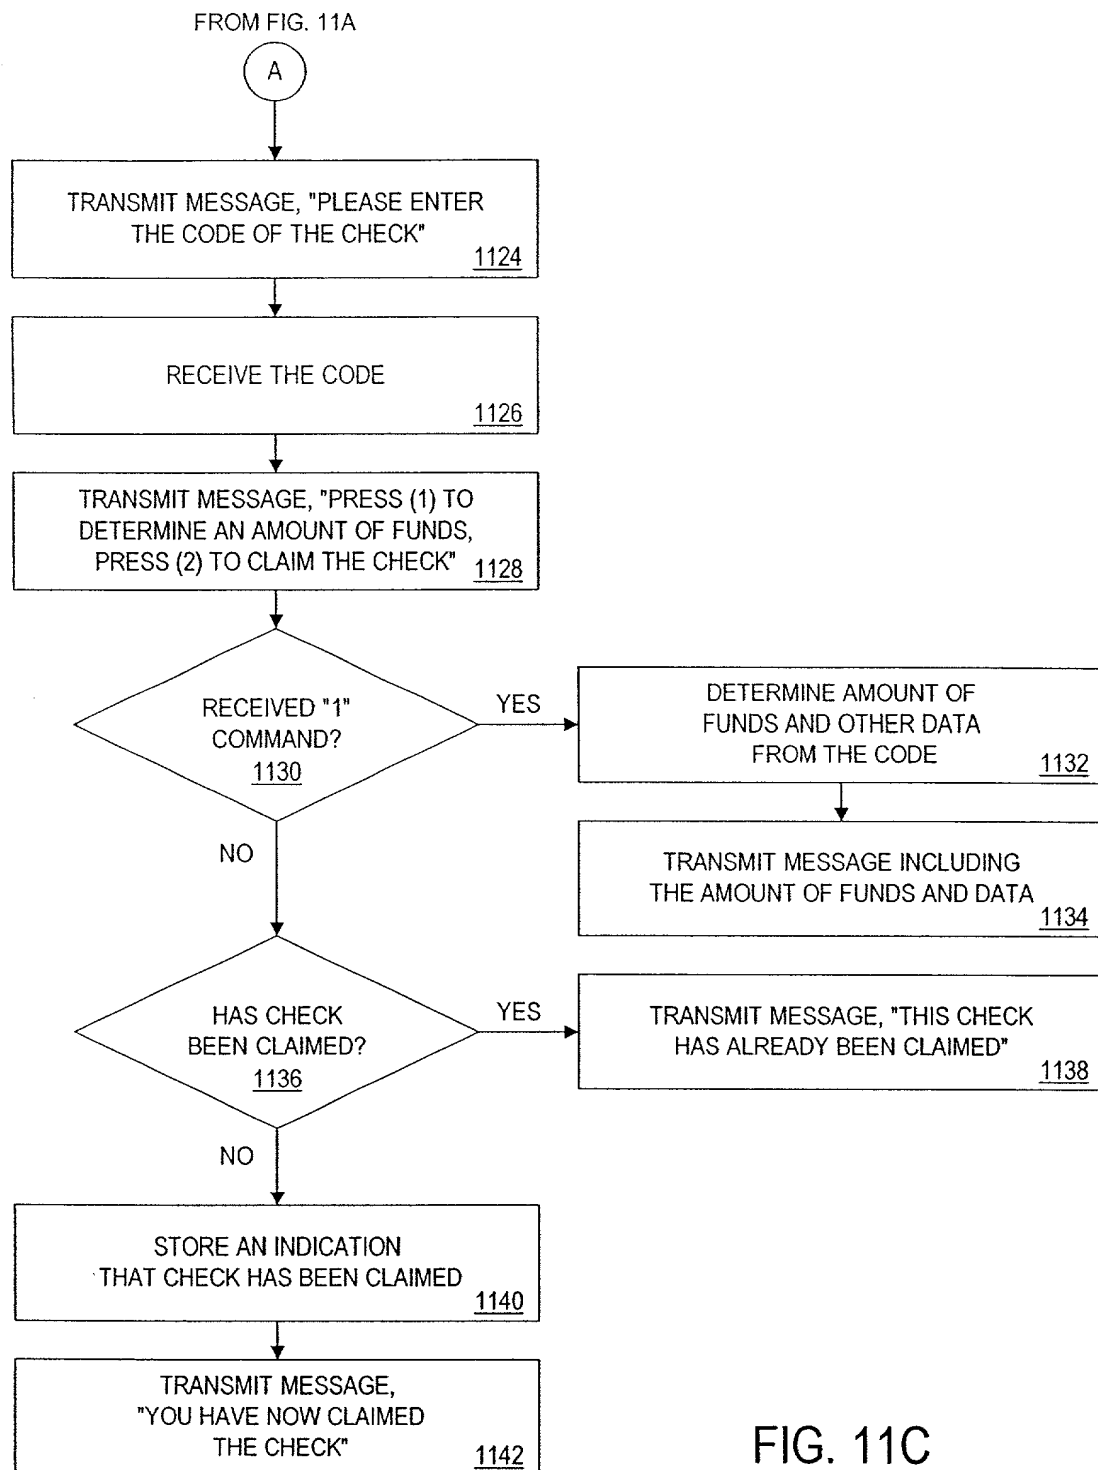 FROM FIG. 11A
A
TRANSMIT MESSAGE, "PLEASE ENTER
THE CODE OF THE CHECK"
1124
RECEIVE THE CODE
1126
TRANSMIT MESSAGE, "PRESS (1) TO
DETERMINE AN AMOUNT OF FUNDS,
PRESS (2) TO CLAIM THE CHECK"
1128
RECEIVED "1"
COMMAND?
1130
YES
DETERMINE AMOUNT OF
FUNDS AND OTHER DATA
FROM THE CODE
1132
TRANSMIT MESSAGE INCLUDING
THE AMOUNT OF FUNDS AND DATA
1134
NO
HAS CHECK
BEEN CLAIMED?
1136
YES
TRANSMIT MESSAGE, "THIS CHECK
HAS ALREADY BEEN CLAIMED"
1138
NO
STORE AN INDICATION
THAT CHECK HAS BEEN CLAIMED
1140
TRANSMIT MESSAGE,
"YOU HAVE NOW CLAIMED
THE CHECK"
1142
FIG. 11C